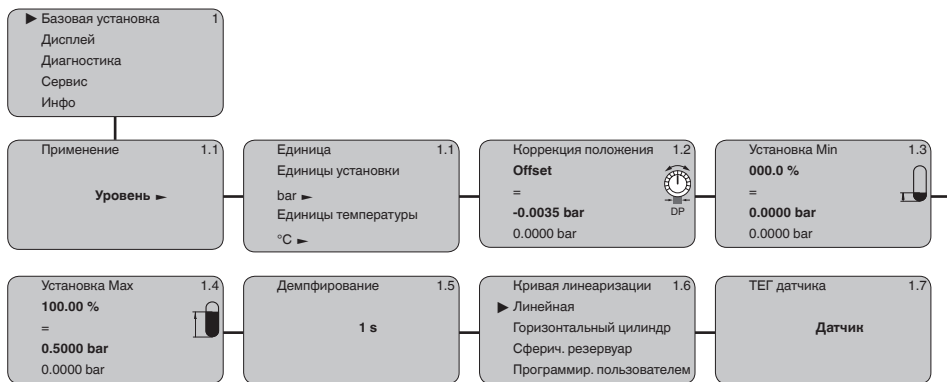 ▶ Базовая установка 1
Дисплей
Диагностика
Сервис
Инфо
Применение 1.1
Уровень ►
Единица 1.1
Единицы установки
bar ►
Единицы температуры
°C ►
Коррекция положения 1.2
Offset
=
-0.0035 bar
0.0000 bar
DP
Установка Min 1.3
000.0 %
=
0.0000 bar
0.0000 bar
Установка Max 1.4
100.00 %
=
0.5000 bar
0.0000 bar
Демпфирование 1.5
1 s
Кривая линеаризации 1.6
▶ Линейная
Горизонтальный цилиндр
Сферич. резервуар
Программир. пользователем
ТЕГ датчика 1.7
Датчик